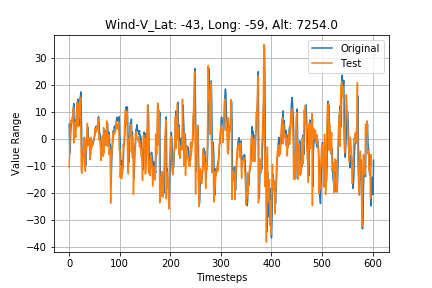 Wind-V_Lat: -43, Long: -59, Alt: 7254.0
Original
Test
Value Range
30
20
10
0
−10
−20
−30
−40
0 100 200 300 400 500 600
Timesteps